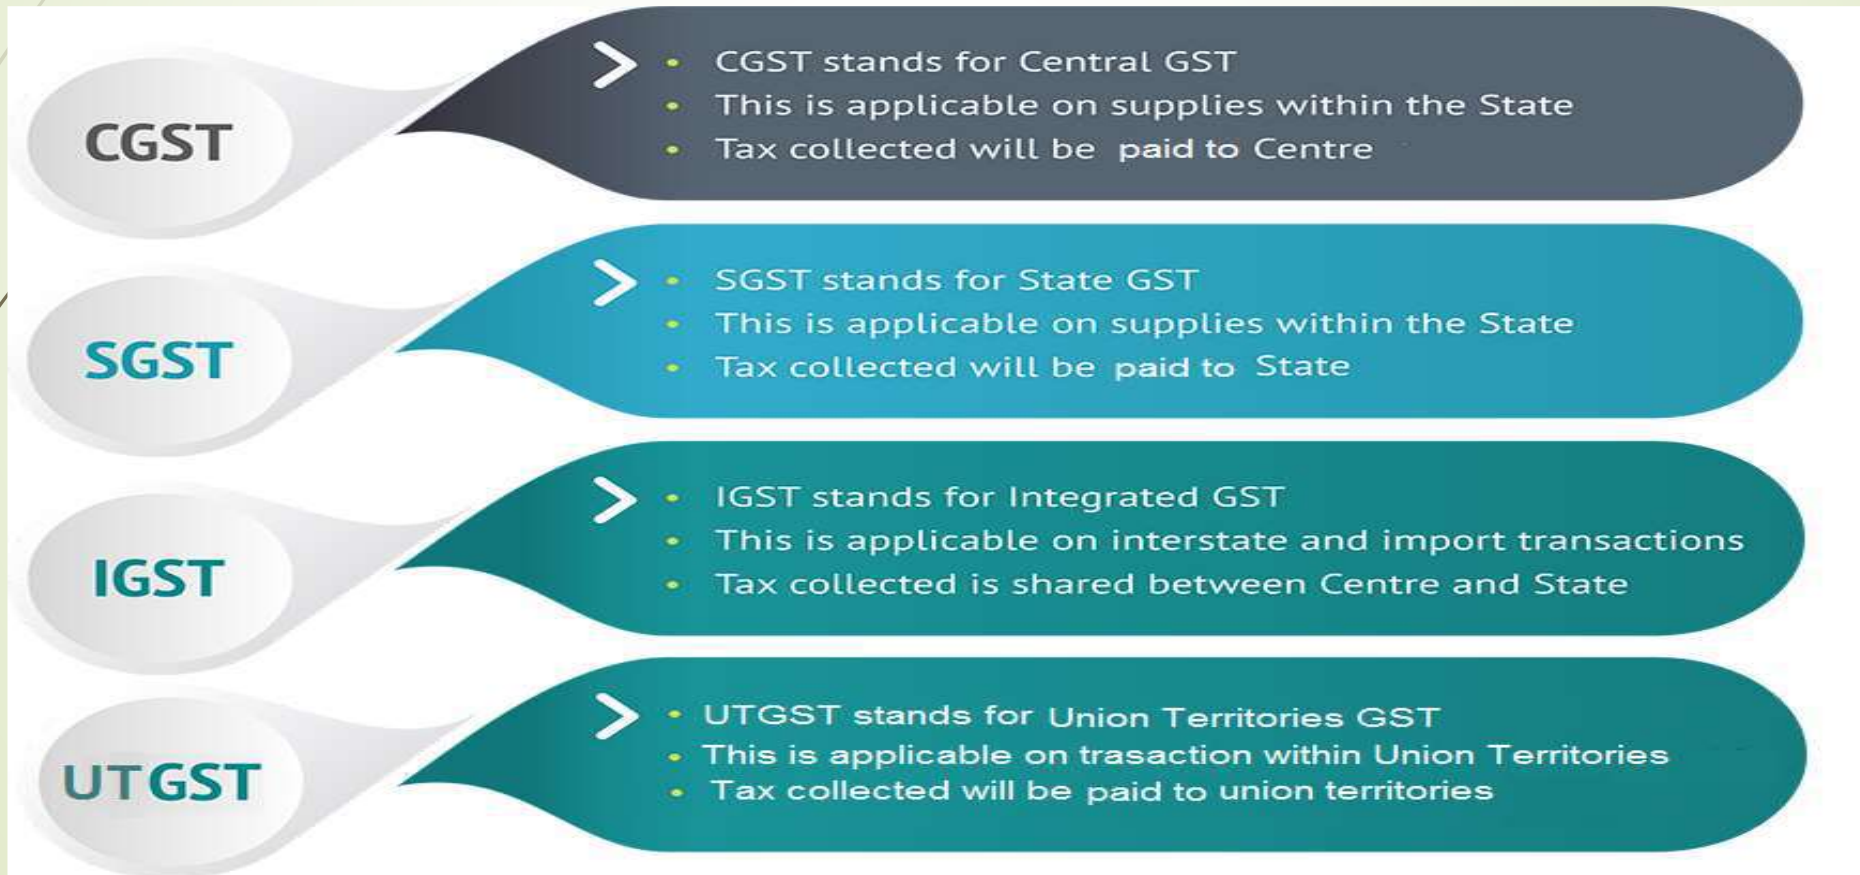 CGST
• CGST stands for Central GST
• This is applicable on supplies within the State
• Tax collected will be paid to Centre
SGST
• SGST stands for State GST
• This is applicable on supplies within the State
• Tax collected will be paid to State
IGST
• IGST stands for Integrated GST
• This is applicable on interstate and import transactions
• Tax collected is shared between Centre and State
UTGST
• UTGST stands for Union Territories GST
• This is applicable on trasaction within Union Territories
• Tax collected will be paid to union territories